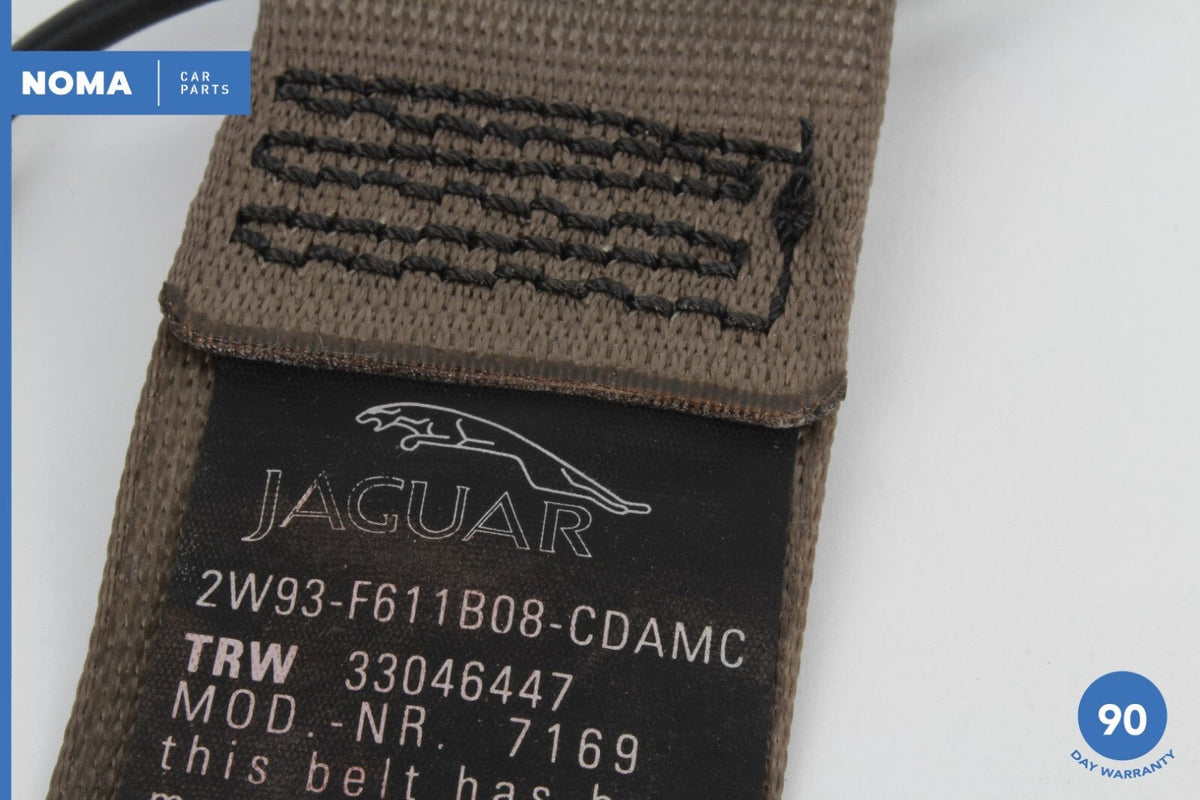 NOMA
CAR
PARTS
JAGUAR
2W93-F611B08-CDAMC
TRW 33046447
MOD.-NR. 7169
this belt has
90
DAY WARRANTY